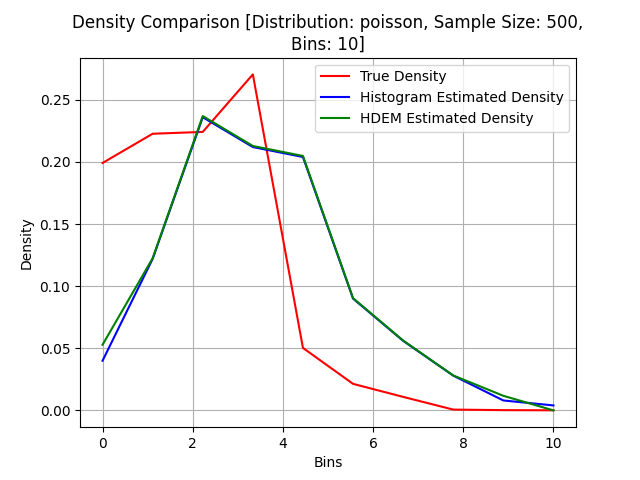 Density Comparison [Distribution: poisson, Sample Size: 500,
Bins: 10]
True Density
Histogram Estimated Density
HDEM Estimated Density
Density
0.25
0.20
0.15
0.10
0.05
0.00
0 2 4 6 8 10
Bins